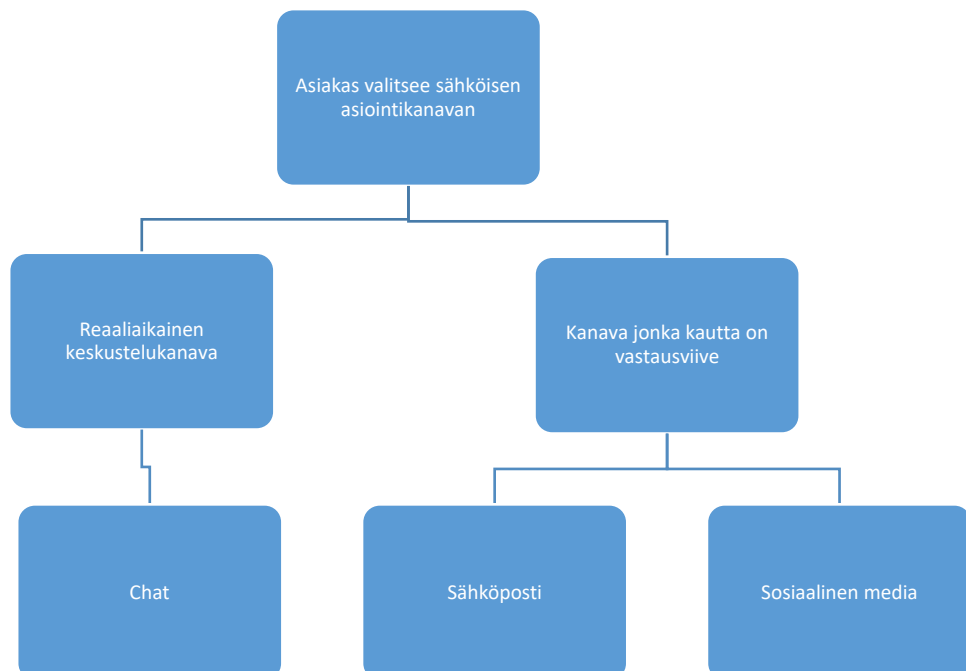 Asiakas valitsee sähköisen
asiointikanavan
Reaaliaikainen
keskustelukanava
Kanava jonka kautta on
vastausviive
Chat
Sähköposti
Sosiaalinen media